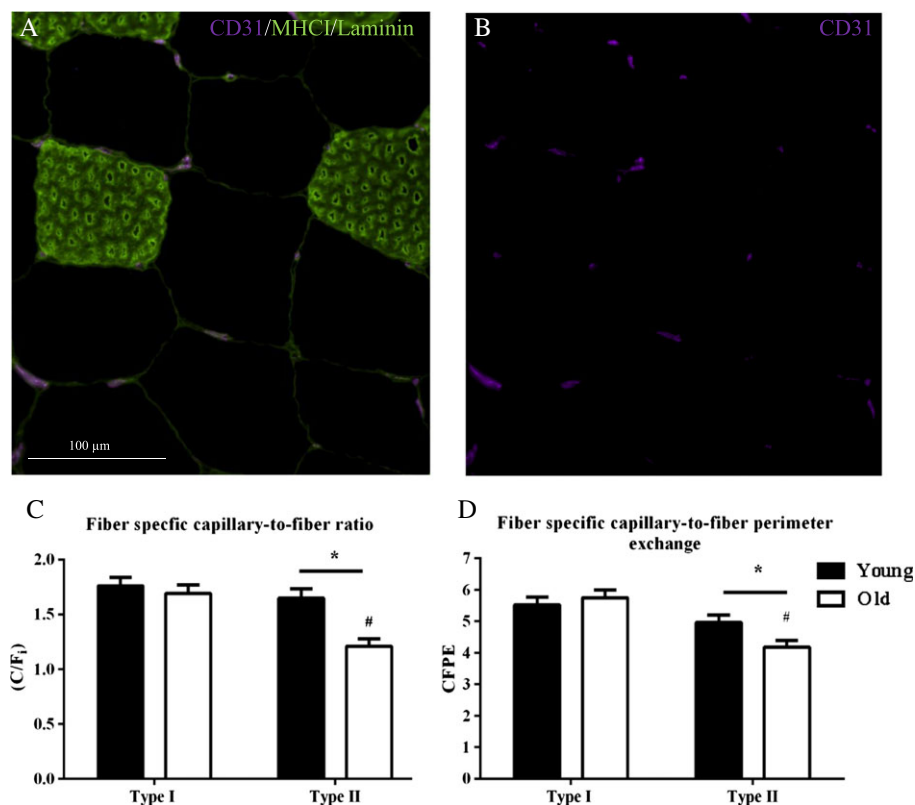 A CD31/MHCI/Laminin
B CD31
100 µm
C Fiber specfic capillary-to-fiber ratio
2.0
1.5
1.0
0.5
0.0
(C/Fi)
*
#
Type I Type II
D Fiber specific capillary-to-fiber perimeter
exchange
6
5
4
3
2
1
0
CFPE
*
#
Type I Type II
Young
Old